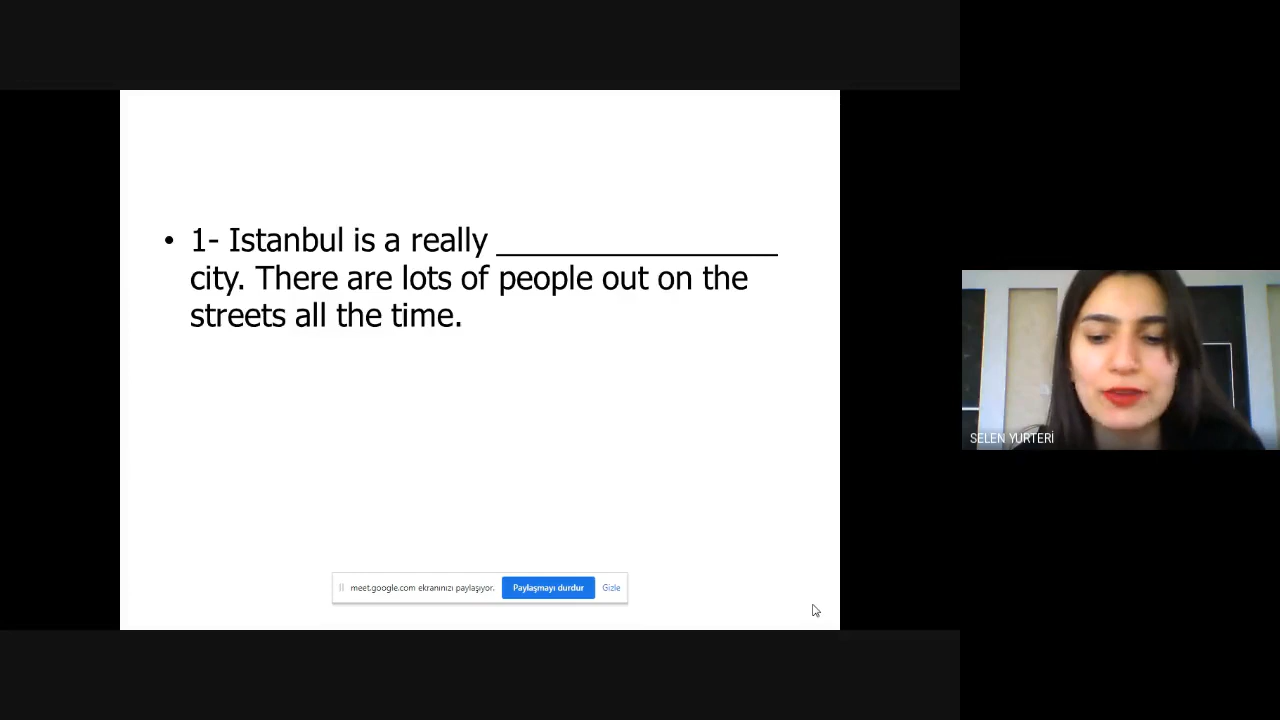 • 1- Istanbul is a really _________________
city. There are lots of people out on the
streets all the time.
SELEN YURTERİ
meet.google.com ekranınızı paylaşıyor. Paylaşmayı durdur Gizle